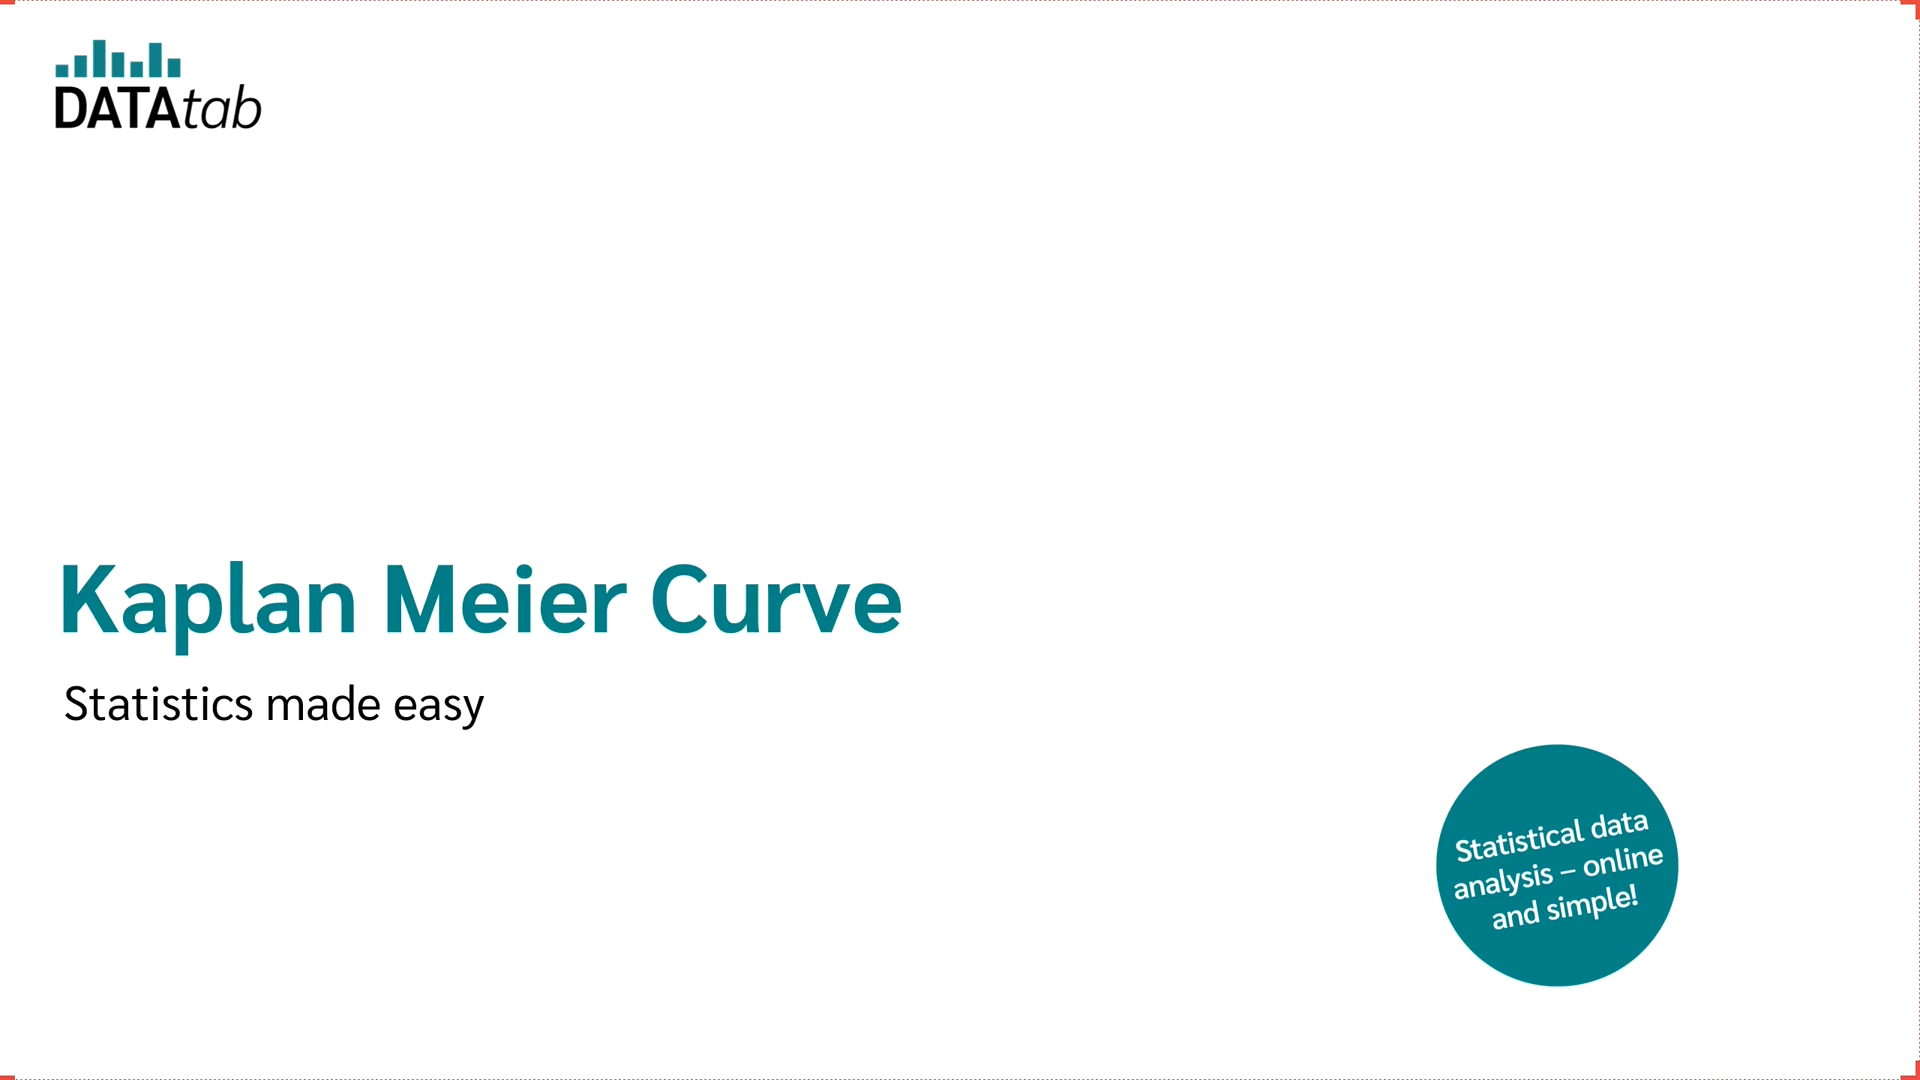 DATAtab
Kaplan Meier Curve
Statistics made easy
Statistical data
analysis – online
and simple!